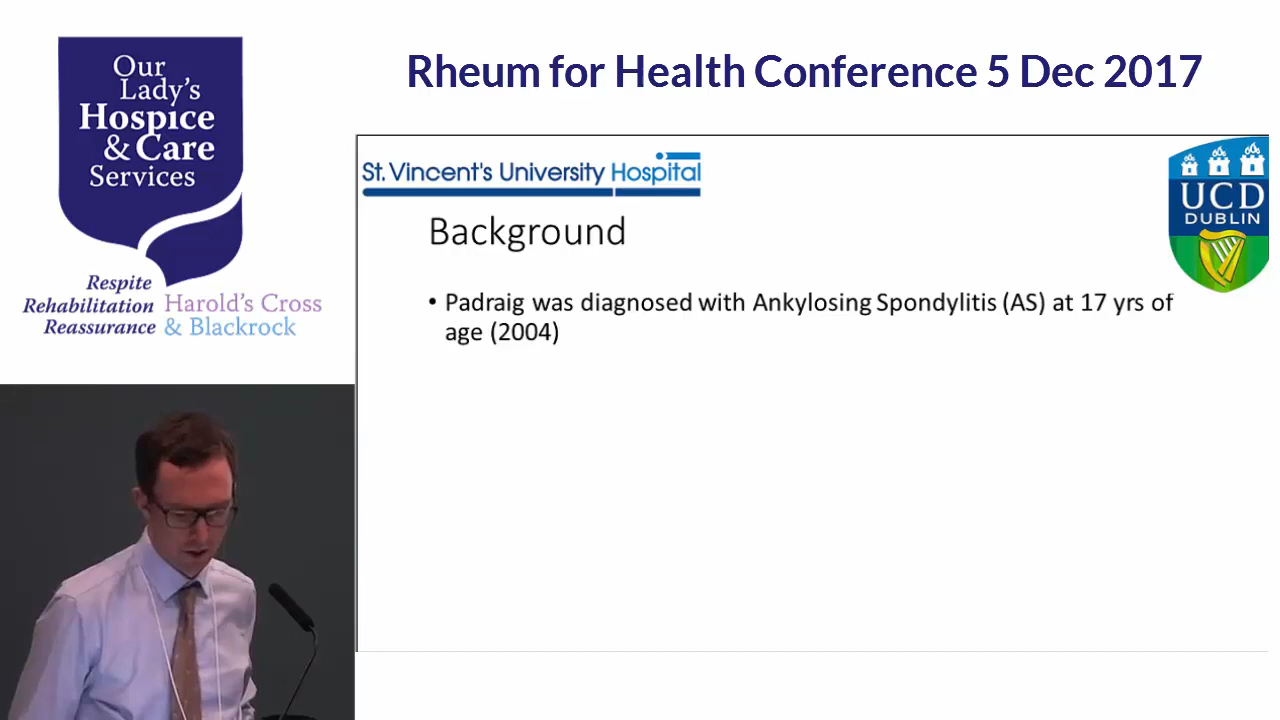 Our
Lady's
Hospice
& Care
Services
Respite
Rehabilitation
Reassurance
Harold's Cross
& Blackrock
Rheum for Health Conference 5 Dec 2017
St. Vincent's University Hospital
UCD
DUBLIN
Background
• Padraig was diagnosed with Ankylosing Spondylitis (AS) at 17 yrs of
age (2004)